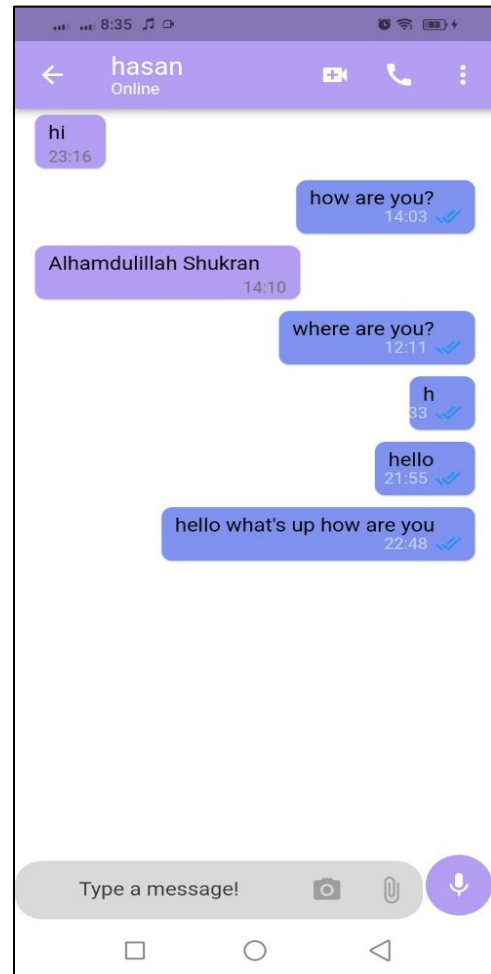 8:35
hasan
Online
hi
23:16
how are you?
14:03
Alhamdulillah Shukran
14:10
where are you?
12:11
h
33
hello
21:55
hello what's up how are you
22:48
Type a message!